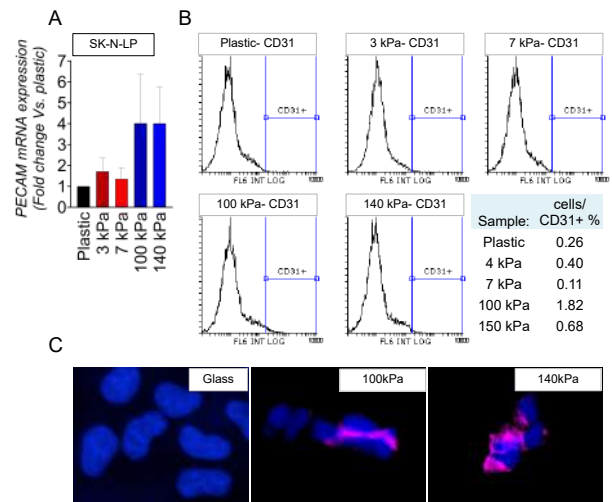 A
SK-N-LP
PECAM mRNA expression
(Fold change Vs. plastic)
7
6
5
4
3
2
1
0
Plastic
3 kPa
7 kPa
100 kPa
140 kPa
B
Plastic- CD31
3 kPa- CD31
7 kPa- CD31
CD31+
CD31+
CD31+
FL6 INT LOG
FL6 INT LOG
FL6 INT LOG
100 kPa- CD31
140 kPa- CD31
CD31+
CD31+
FL6 INT LOG
FL6 INT LOG
Sample: cells/ CD31+ %
Plastic 0.26
4 kPa 0.40
7 kPa 0.11
100 kPa 1.82
150 kPa 0.68
C
Glass
100kPa
140kPa